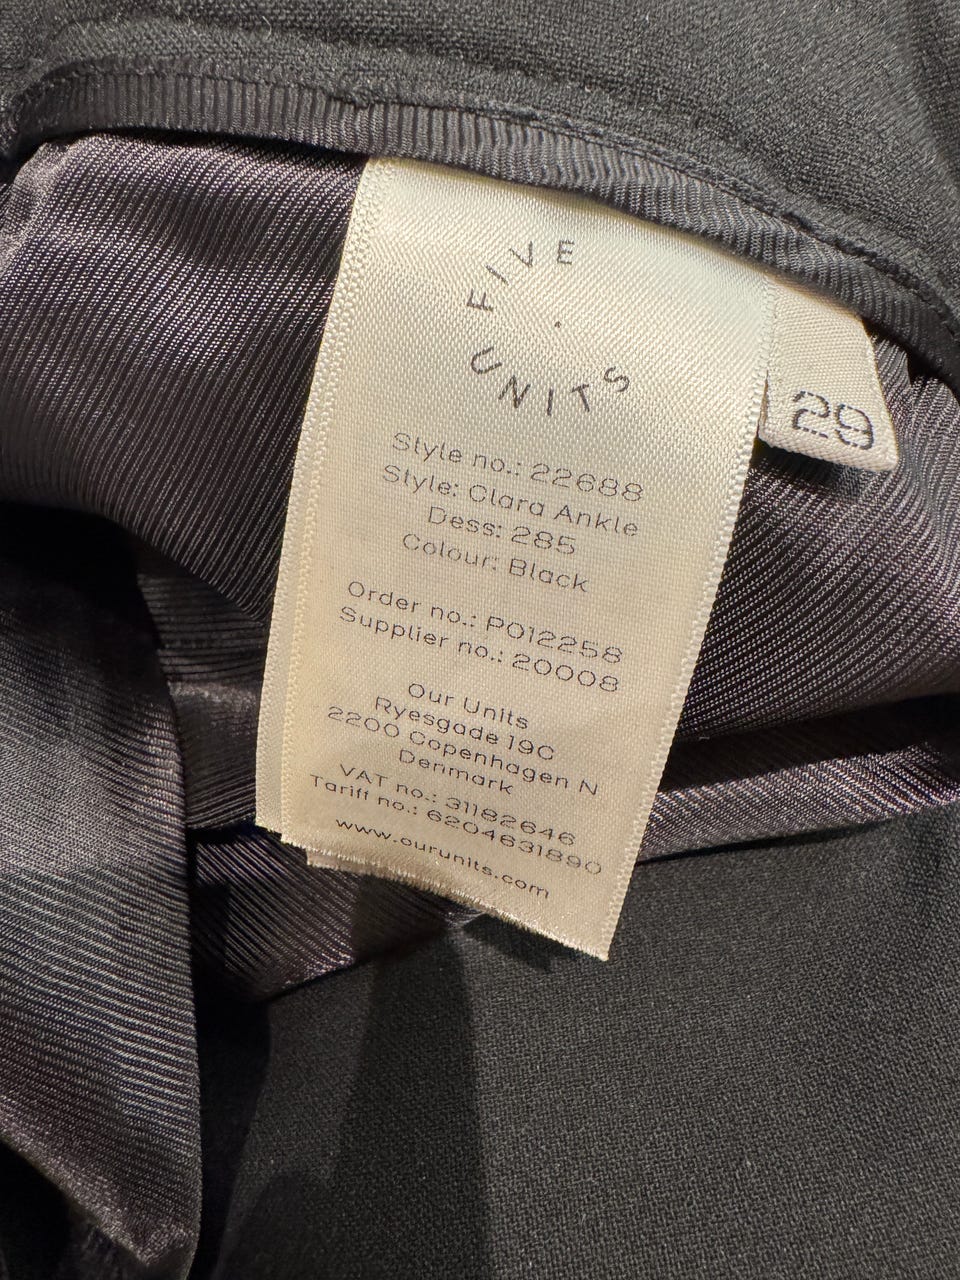 FIVE
UNITS
29
Style no.: 22688
Style: Clara Ankle
Dess: 285
Colour: Black
Order no.: PO12258
Supplier no.: 20008
Our Units
Ryesgade 19C
2200 Copenhagen N
Denmark
VAT no.: 31182646
Tariff no.: 6204631890
www.ourunits.com